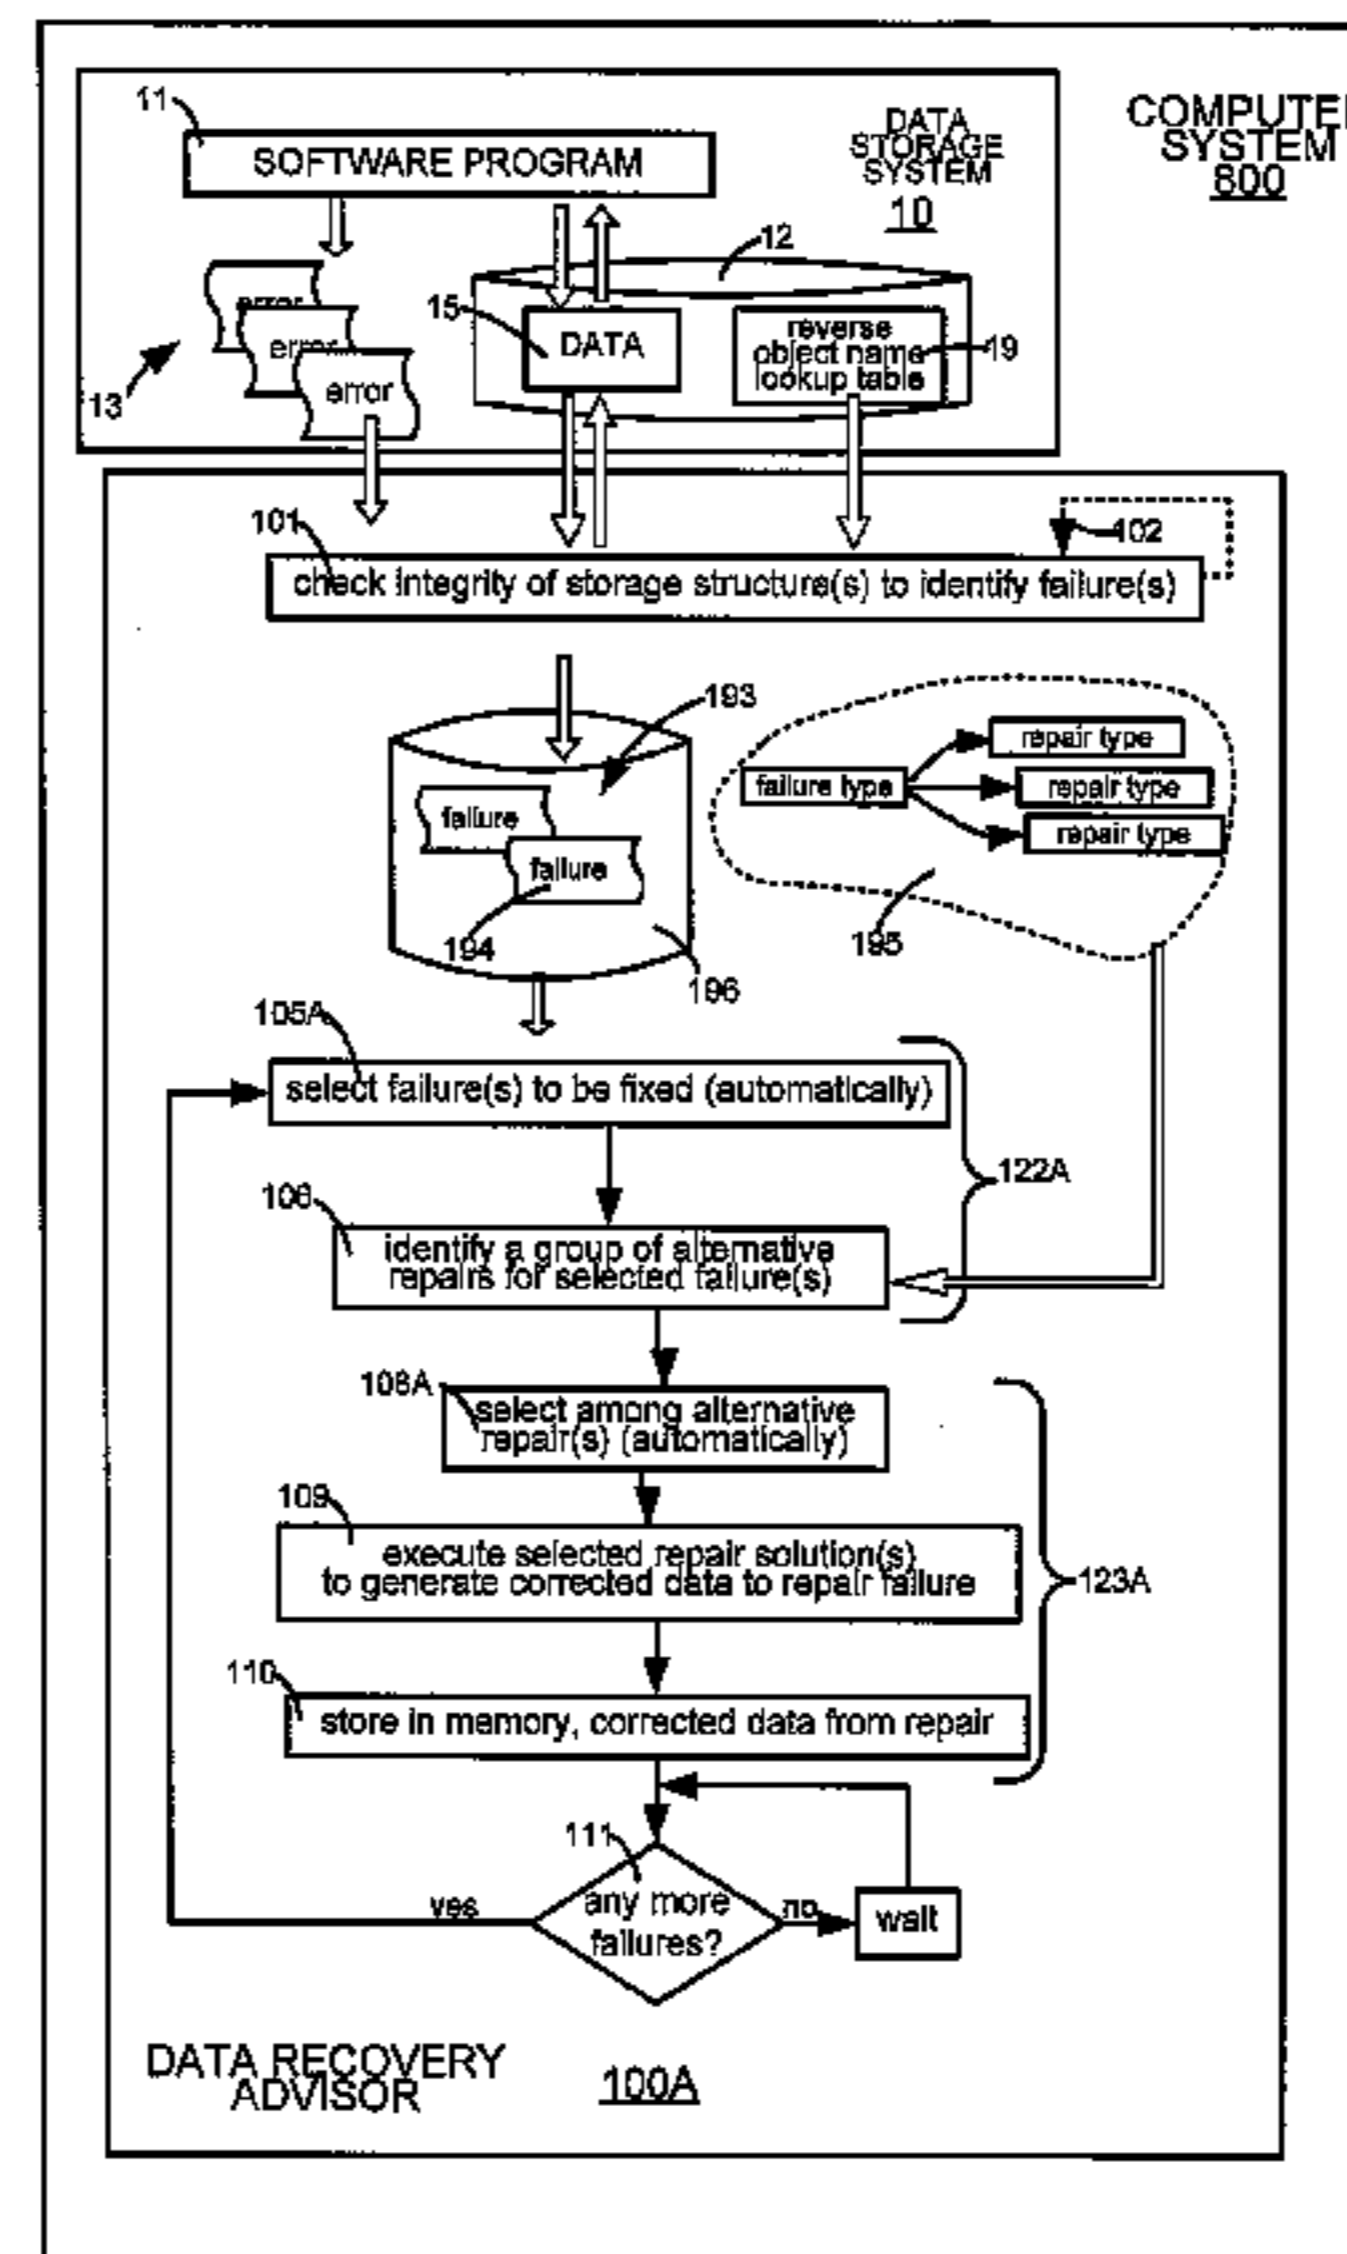 11
SOFTWARE PROGRAM
DATA
STORAGE
SYSTEM
10
COMPUTE
SYSTEM
800
12
error
error
error
13
15
DATA
reverse
object name
lookup table
19
101
102
check integrity of storage structure(s) to identify failure(s)
193
failure
failure
194
196
failure type
repair type
repair type
repair type
195
105A
select failure(s) to be fixed (automatically)
122A
106
identify a group of alternative
repairs for selected failure(s)
108A
select among alternative
repair(s) (automatically)
109
execute selected repair solution(s)
to generate corrected data to repair failure
123A
110
store in memory, corrected data from repair
111
any more
failures?
yes
no
wait
DATA RECOVERY
ADVISOR
100A